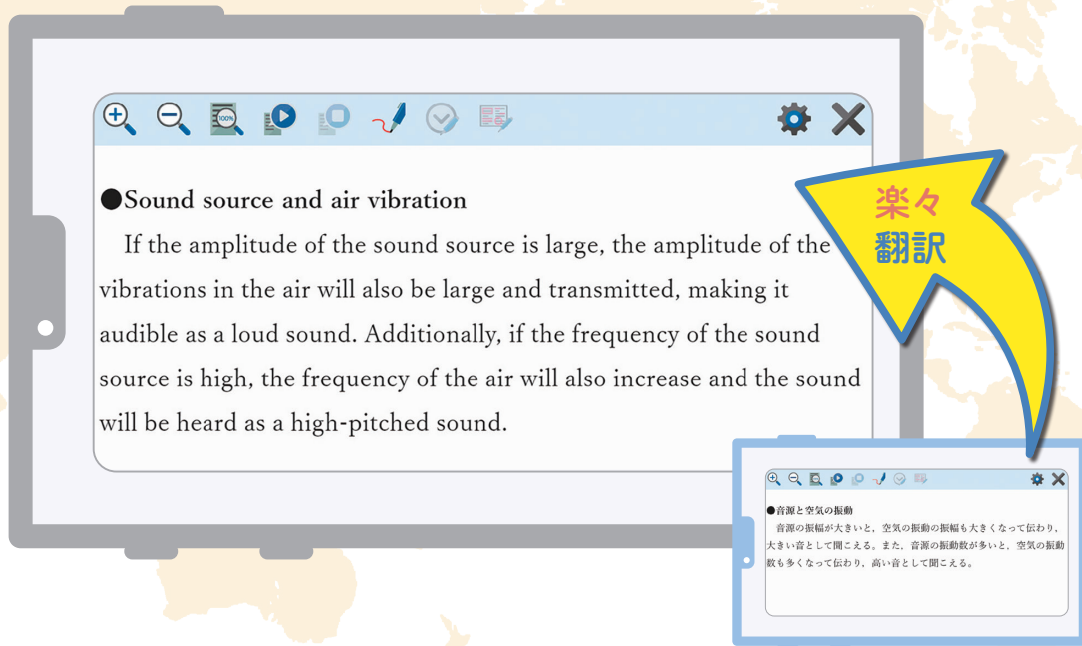 100%
●Sound source and air vibration
If the amplitude of the sound source is large, the amplitude of the
vibrations in the air will also be large and transmitted, making it
audible as a loud sound. Additionally, if the frequency of the sound
source is high, the frequency of the air will also increase and the sound
will be heard as a high-pitched sound.
楽々
翻訳
●音源と空気の振動
音源の振幅が大きいと，空気の振動の振幅も大きくなって伝わり，
大きい音として聞こえる。また，音源の振動数が多いと，空気の振動
数も多くなって伝わり，高い音として聞こえる。